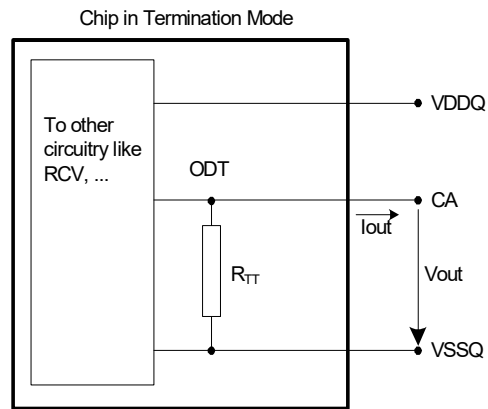 Chip in Termination Mode
VDDQ
To other
circuitry like
RCV, ...
ODT
CA
Iout
RTT
Vout
VSSQ